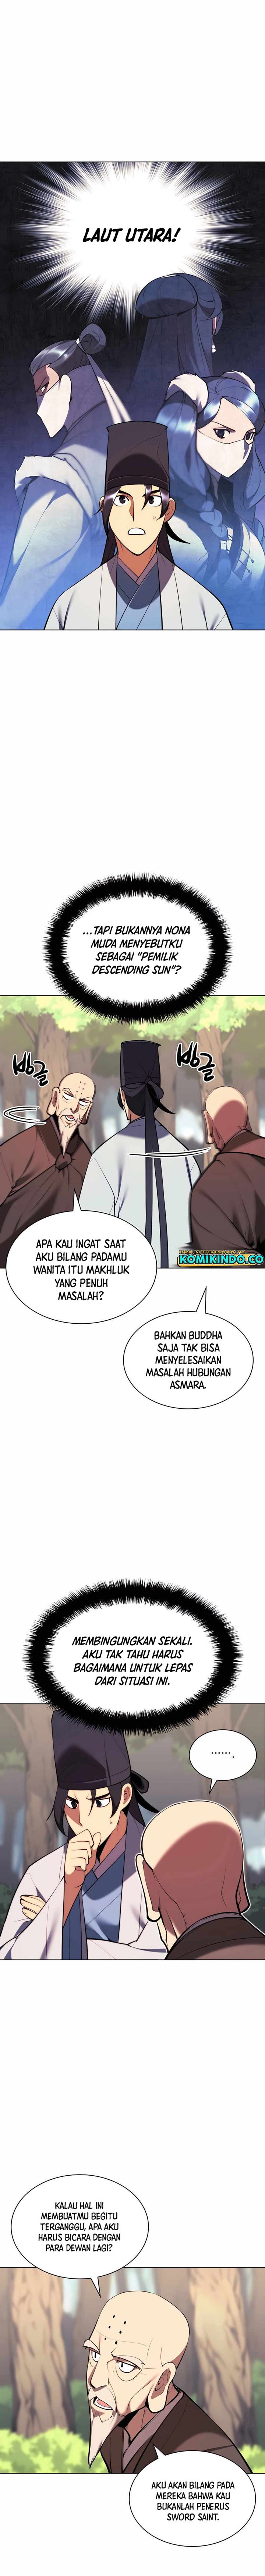 LAUT UTARA!
...TAPI BUKANNYA NONA
MUDA MENYEBUTKU
SEBAGAI "PEMILIK
DESCENDING SUN"?
KOMIKINDO.CO
APA KAU INGAT SAAT
AKU BILANG PADAMU
WANITA ITU MAKHLUK
YANG PENUH
MASALAH?
BAHKAN BUDDHA
SAJA TAK BISA
MENYELESAIKAN
MASALAH HUBUNGAN
ASMARA.
MEMBINGUNGKAN SEKALI.
AKU TAK TAHU HARUS
BAGAIMANA UNTUK LEPAS
DARI SITUASI INI.
.......
KALAU HAL INI
MEMBUATMU BEGITU
TERGANGGU, APA AKU
HARUS BICARA DENGAN
PARA DEWAN LAGI?
AKU AKAN BILANG PADA
MEREKA BAHWA KAU
BUKANLAH PENERUS
SWORD SAINT.